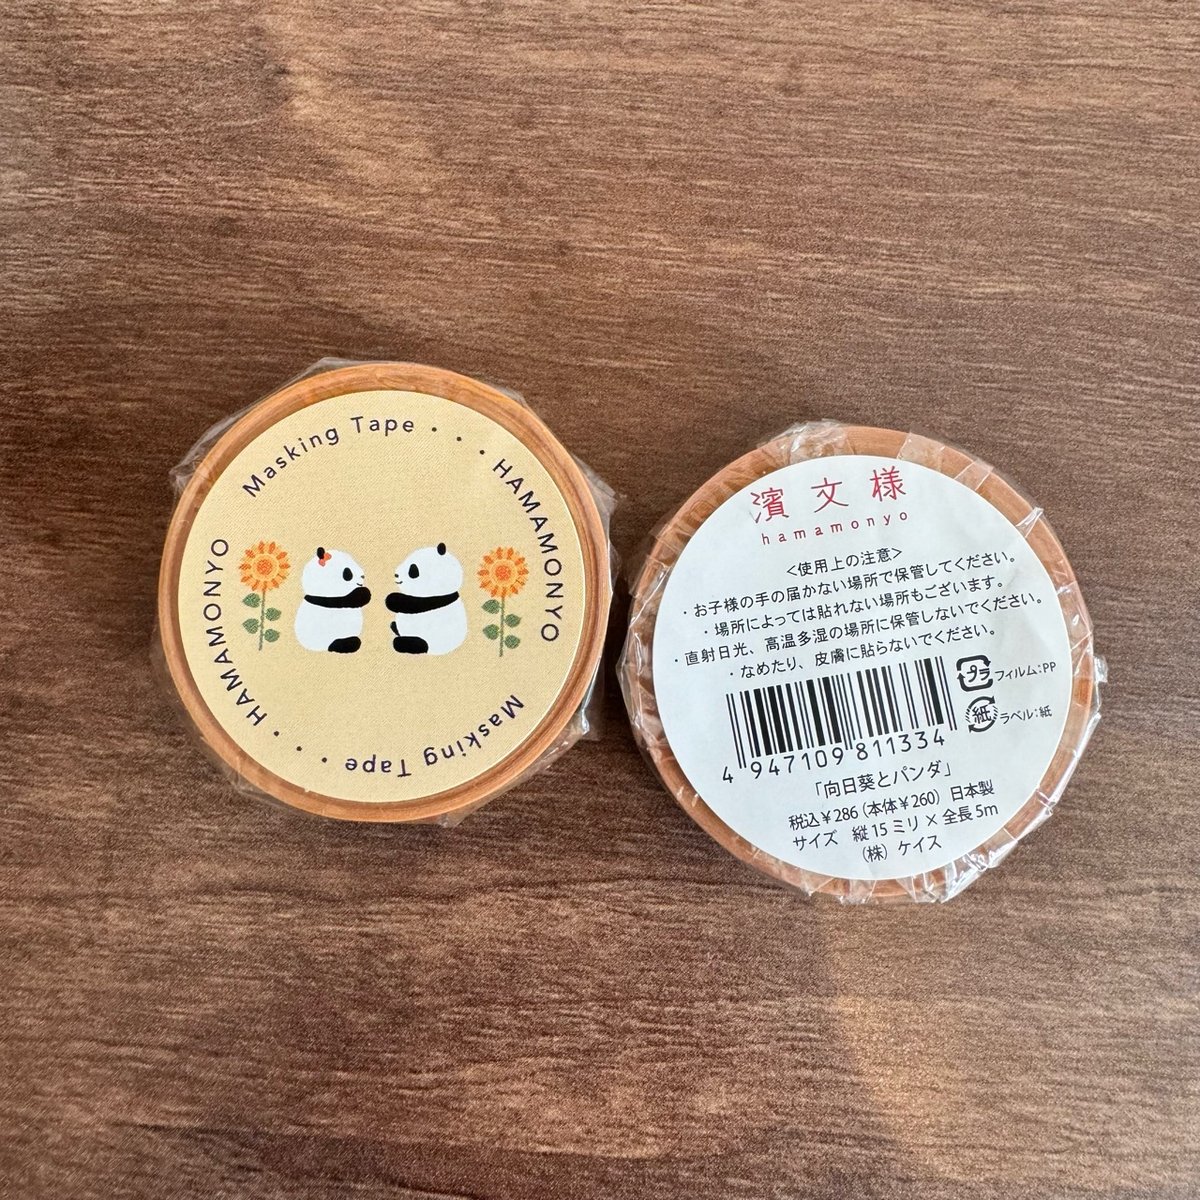 Masking Tape ・・・
HAMAMONYO
Masking Tape ・・・
HAMAMONYO
濱文様
hamamonyo
<使用上の注意>
・お子様の手の届かない場所で保管してください。
・場所によっては貼れない場所もございます。
・直射日光、高温多湿の場所に保管しないでください。
・なめたり、皮膚に貼らないでください。
プラ フィルム:PP
紙 ラベル:紙
4 947109 811334
「向日葵とパンダ」
税込¥286(本体¥260) 日本製
サイズ 縦15ミリ×全長5m
(株) ケイス